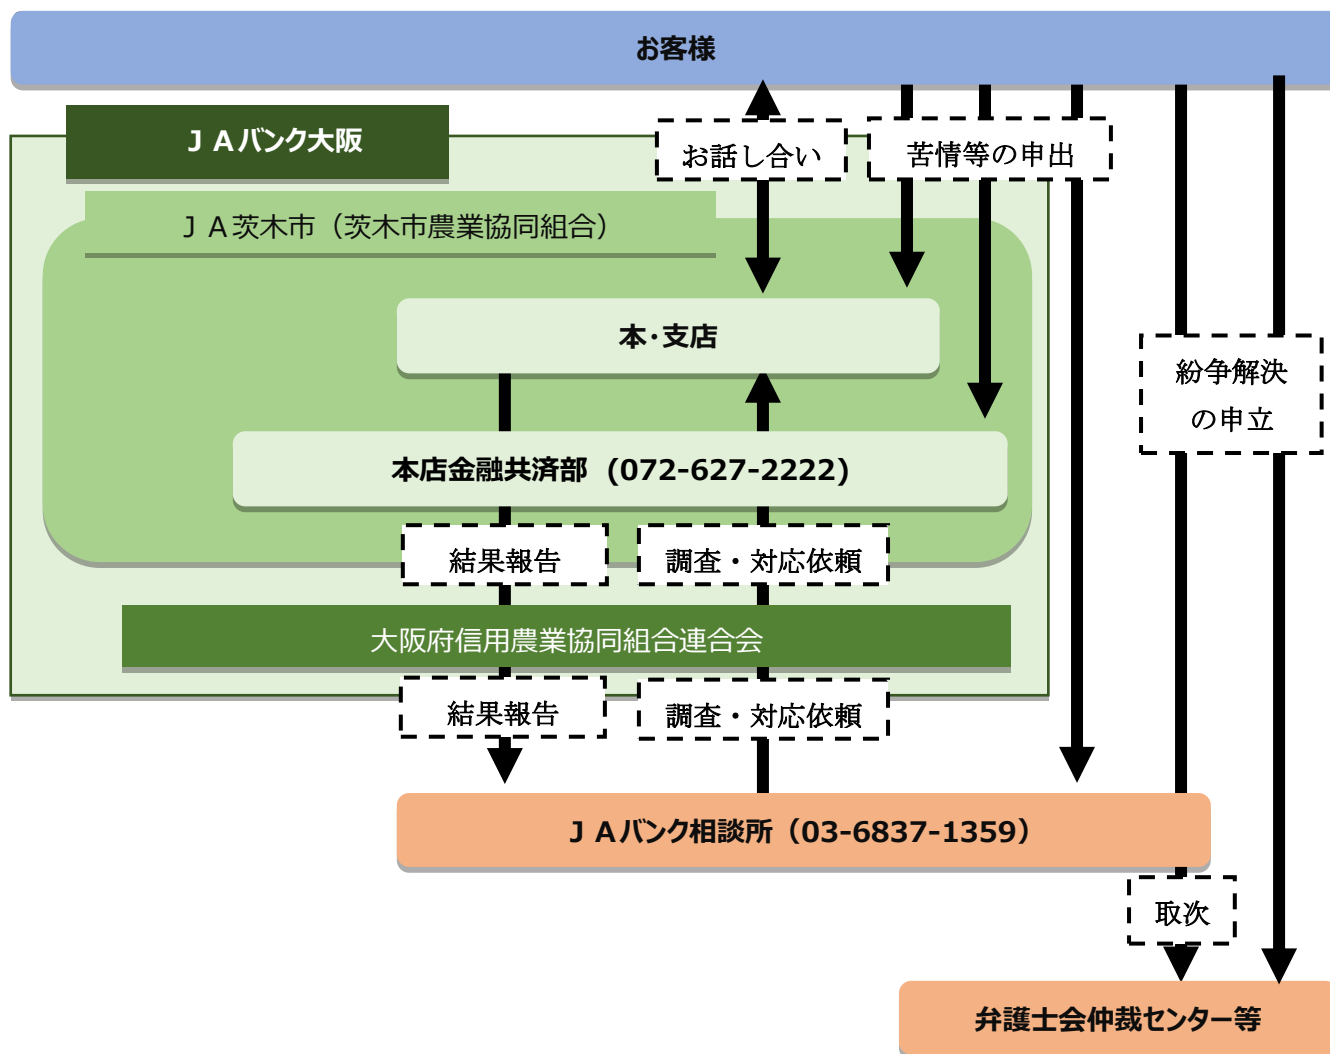 お客様
ＪＡバンク大阪
お話し合い
苦情等の申出
ＪＡ茨木市（茨木市農業協同組合）
本・支店
紛争解決
の申立
本店金融共済部 (072-627-2222)
結果報告
調査・対応依頼
大阪府信用農業協同組合連合会
結果報告
調査・対応依頼
ＪＡバンク相談所（03-6837-1359）
取次
弁護士会仲裁センター等